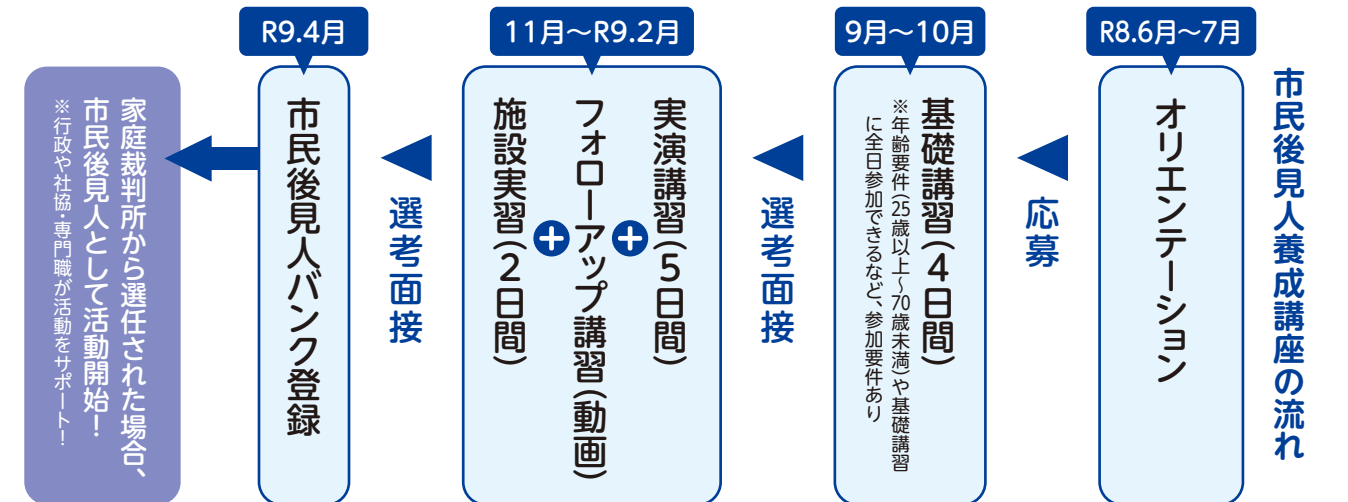 市民後見人養成講座の流れ
R8.6月〜7月
オリエンテーション
応募
9月〜10月
基礎講習(4日間)
※年齢要件(25歳以上〜70歳未満)や基礎講習
に全日参加できるなど、参加要件あり
選考面接
11月〜R9.2月
実演講習(5日間)
+
フォローアップ講習(動画)
+
施設実習(2日間)
選考面接
R9.4月
市民後見人バンク登録
家庭裁判所から選任された場合、
市民後見人として活動開始!
※行政や社協・専門職が活動をサポート!